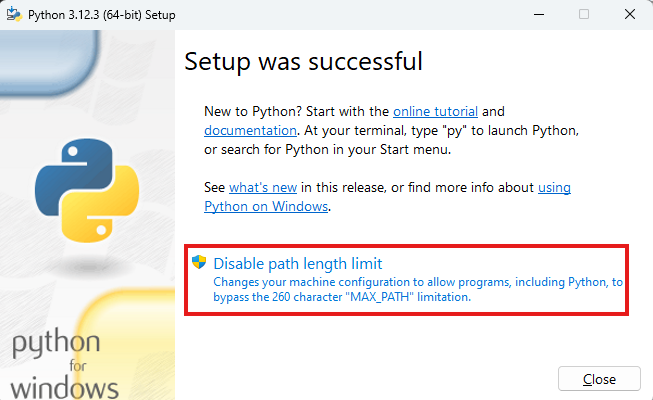 Python 3.12.3 (64-bit) Setup
Setup was successful
New to Python? Start with the online tutorial and
documentation. At your terminal, type "py" to launch Python,
or search for Python in your Start menu.
See what's new in this release, or find more info about using
Python on Windows.
Disable path length limit
Changes your machine configuration to allow programs, including Python, to
bypass the 260 character "MAX_PATH" limitation.
python
for
windows
Close